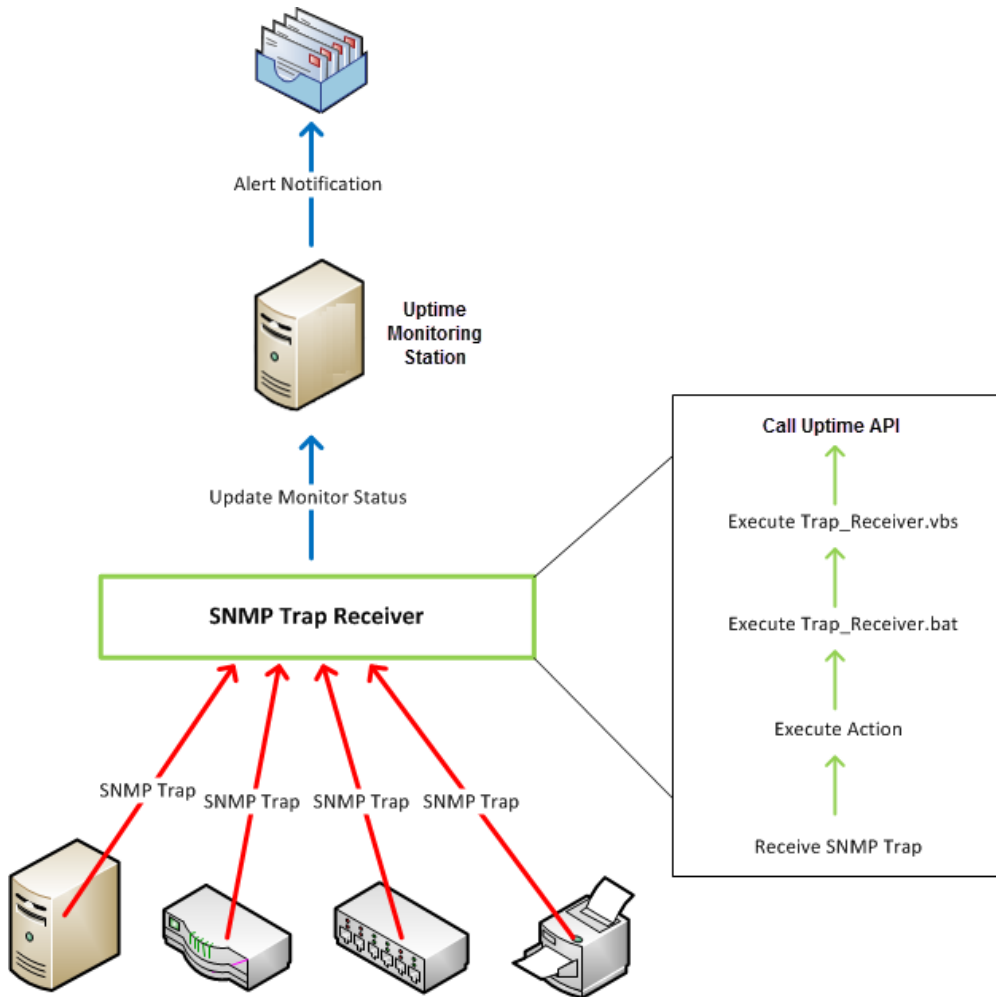 Alert Notification
Uptime
Monitoring
Station
Update Monitor Status
SNMP Trap Receiver
SNMP Trap
SNMP Trap
SNMP Trap
SNMP Trap
Call Uptime API
Execute Trap_Receiver.vbs
Execute Trap_Receiver.bat
Execute Action
Receive SNMP Trap